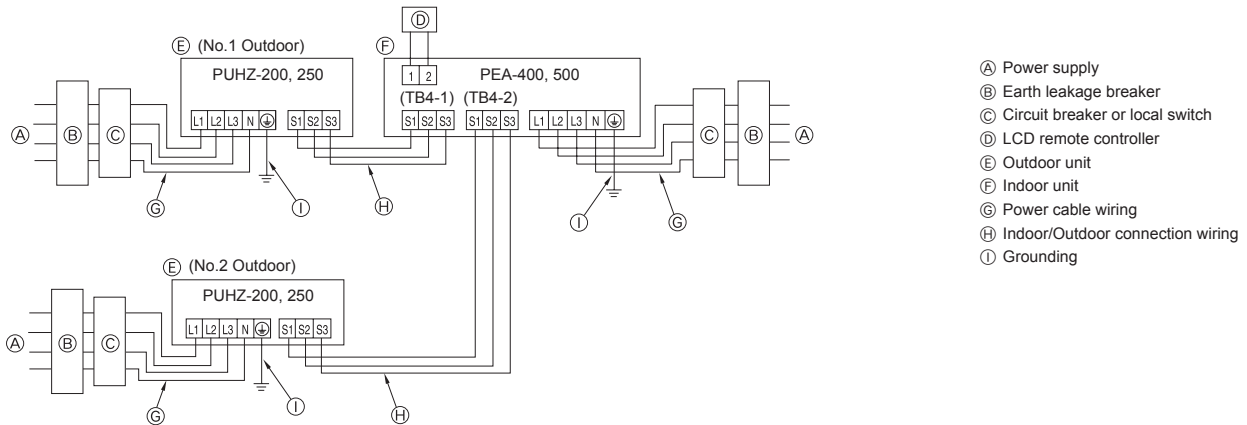 Ⓓ
Ⓔ (No.1 Outdoor)
Ⓕ
PUHZ-200, 250
1 2
PEA-400, 500
(TB4-1) (TB4-2)
L1 L2 L3 N S1 S2 S3
S1 S2 S3 S1 S2 S3 L1 L2 L3 N
Ⓐ Ⓑ Ⓒ
Ⓒ Ⓑ Ⓐ
Ⓖ Ⓘ Ⓗ Ⓘ Ⓖ
Ⓔ (No.2 Outdoor)
PUHZ-200, 250
L1 L2 L3 N S1 S2 S3
Ⓐ Ⓑ Ⓒ
Ⓖ Ⓘ Ⓗ
Ⓐ Power supply
Ⓑ Earth leakage breaker
Ⓒ Circuit breaker or local switch
Ⓓ LCD remote controller
Ⓔ Outdoor unit
Ⓕ Indoor unit
Ⓖ Power cable wiring
Ⓗ Indoor/Outdoor connection wiring
Ⓘ Grounding